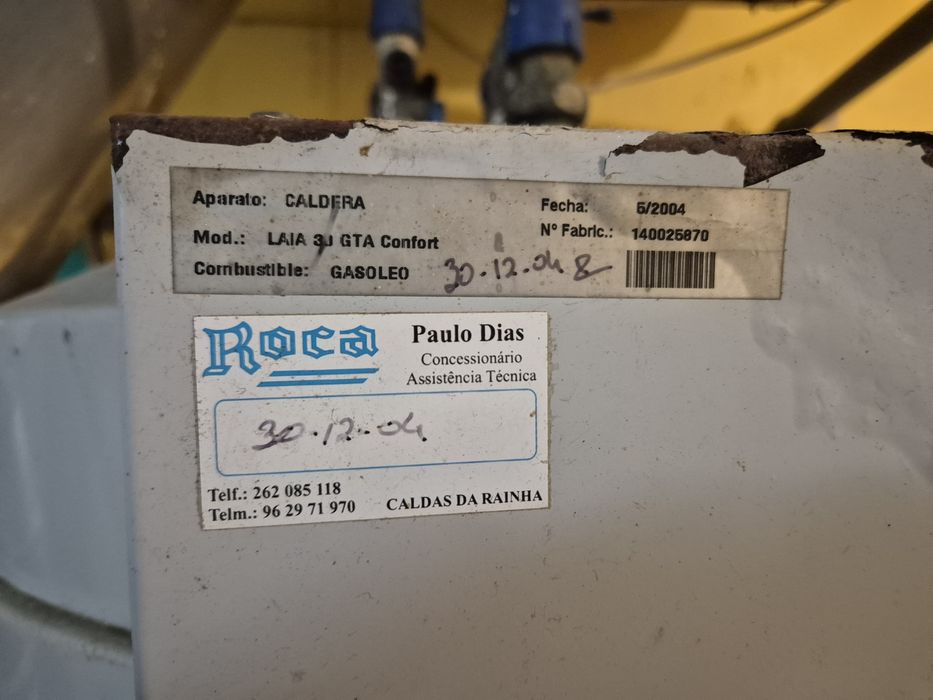 Aparato: CALDERA
Fecha: 5/2004
Mod.: LAIA 30 GTA Confort
Nº Fabric.: 140025870
Combustible: GASOLEO
30.12.04
Roca
Paulo Dias
Concessionário
Assistência Técnica
30.12.04
Telf.: 262 085 118
Telm.: 96 29 71 970
CALDAS DA RAINHA